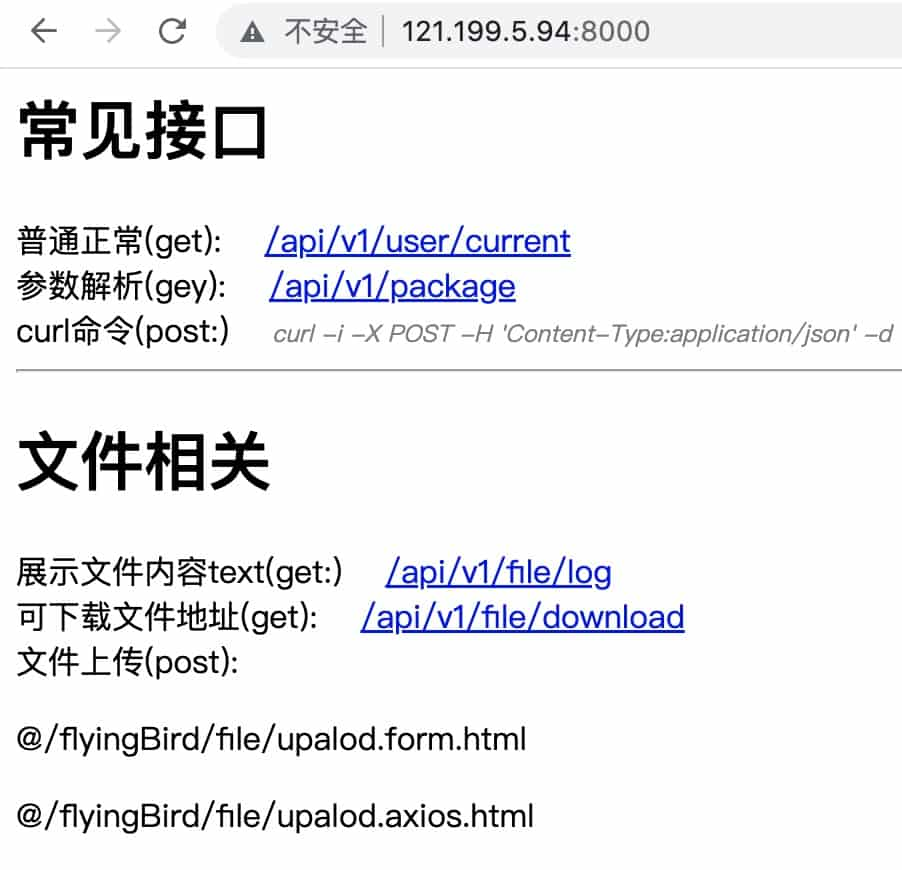 不安全 121.199.5.94:8000
常见接口
普通正常(get): /api/v1/user/current
参数解析(gey): /api/v1/package
curl命令(post:) curl -i -X POST -H 'Content-Type:application/json' -d
文件相关
展示文件内容text(get:) /api/v1/file/log
可下载文件地址(get): /api/v1/file/download
文件上传(post):
@/flyingBird/file/upalod.form.html
@/flyingBird/file/upalod.axios.html